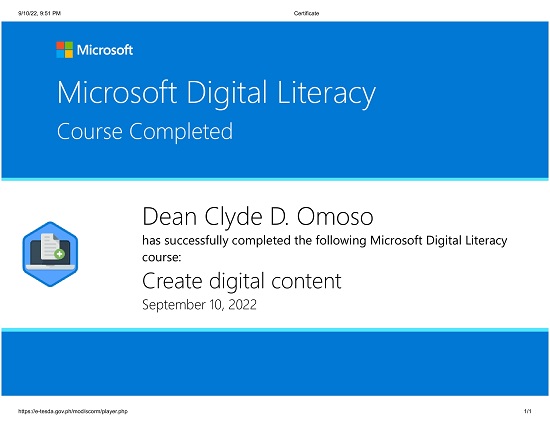 9/10/22, 9:51 PM Certificate
Microsoft
Microsoft Digital Literacy
Course Completed
Dean Clyde D. Omoso
has successfully completed the following Microsoft Digital Literacy
course:
Create digital content
September 10, 2022
https://e-tesda.gov.ph/mod/scorm/player.php 1/1